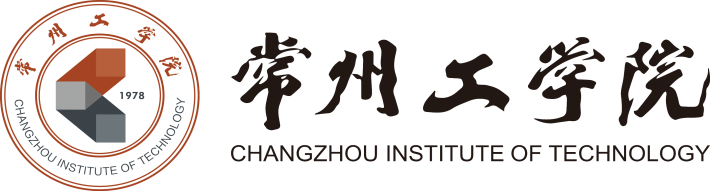 常州工学院
1978
CHANGZHOU INSTITUTE OF TECHNOLOGY
常州工学院
CHANGZHOU INSTITUTE OF TECHNOLOGY